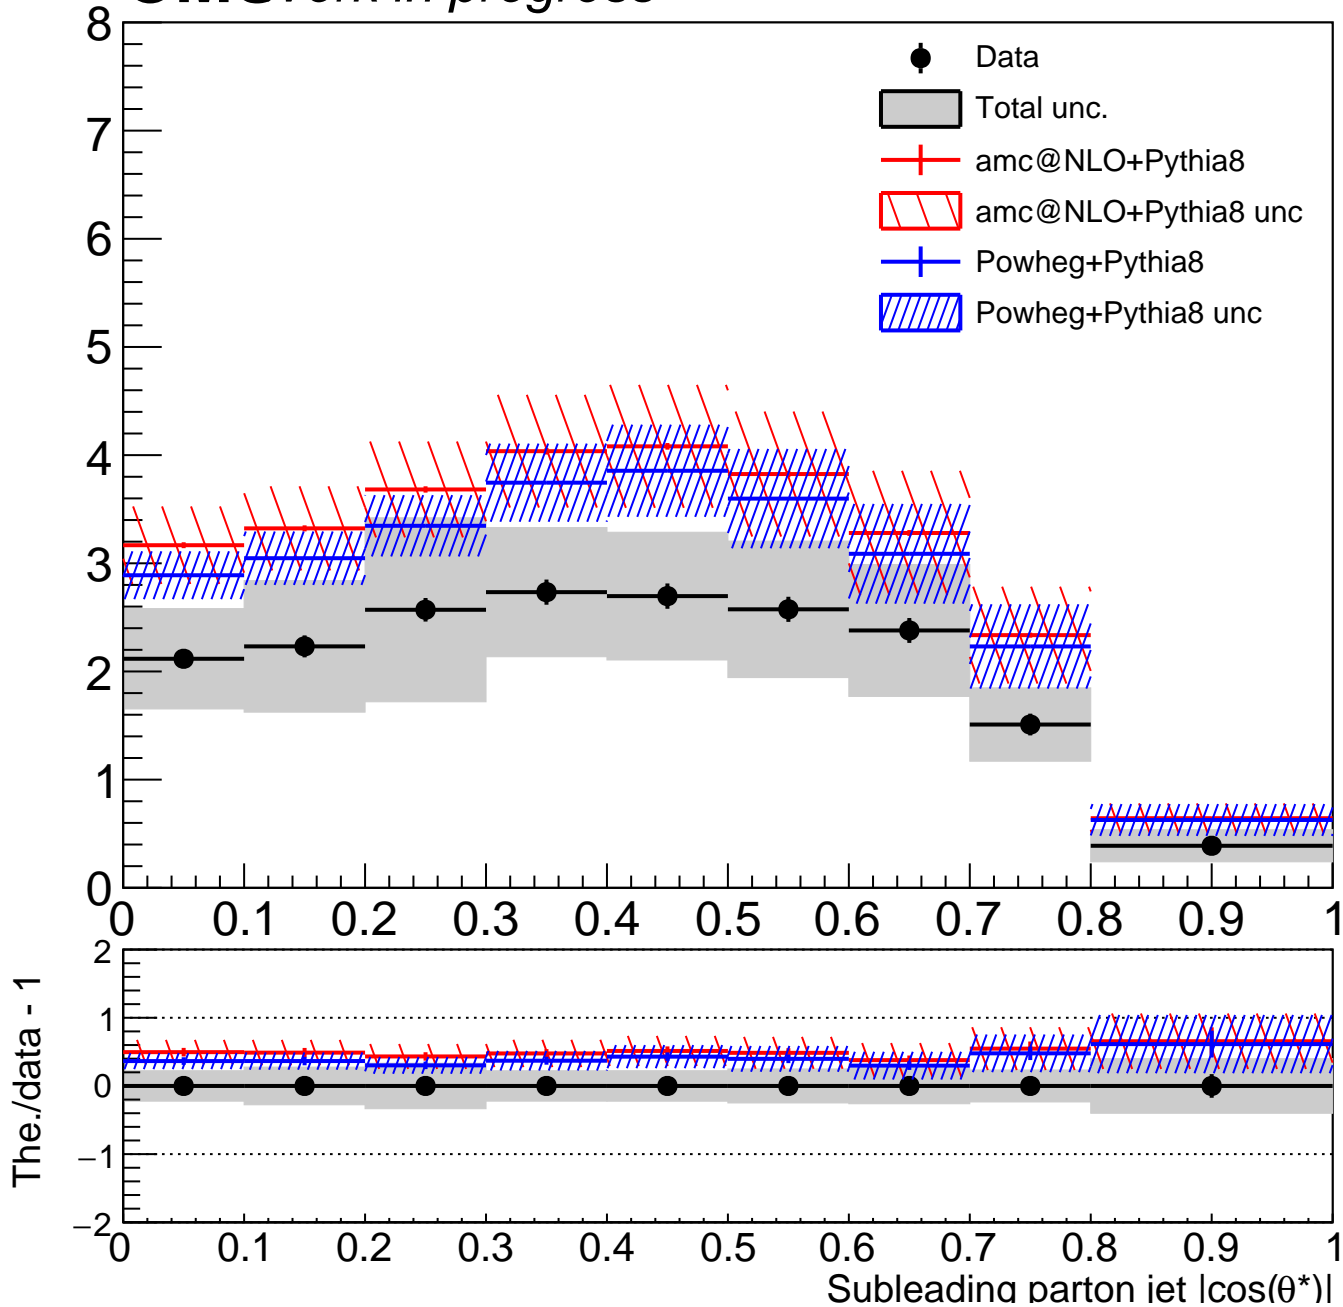 in progress
8
7
6
5
4
3
2
1
0
Data
Total unc.
amc@NLO+Pythia8
amc@NLO+Pythia8 unc
Powheg+Pythia8
Powheg+Pythia8 unc
0 0.1 0.2 0.3 0.4 0.5 0.6 0.7 0.8 0.9 1
2
1
0
−1
−2
The./data - 1
0 0.1 0.2 0.3 0.4 0.5 0.6 0.7 0.8 0.9 1
Subleading parton jet |cos(θ*)|